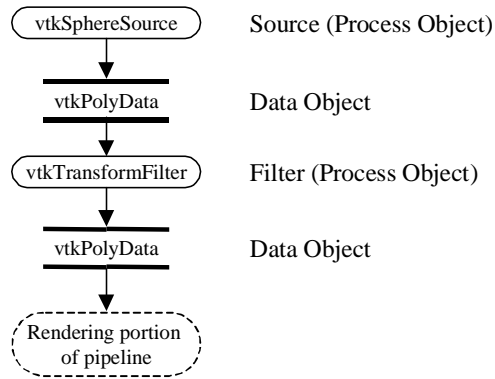 vtkSphereSource Source (Process Object)
vtkPolyData Data Object
vtkTransformFilter Filter (Process Object)
vtkPolyData Data Object
Rendering portion
of pipeline